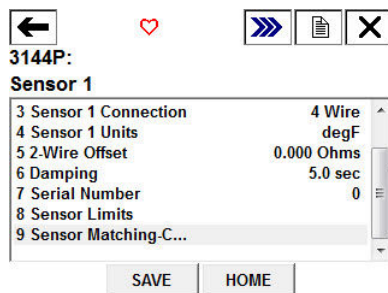 3144P:
Sensor 1
3 Sensor 1 Connection 4 Wire
4 Sensor 1 Units degF
5 2-Wire Offset 0.000 Ohms
6 Damping 5.0 sec
7 Serial Number 0
8 Sensor Limits
9 Sensor Matching-C...
SAVE HOME